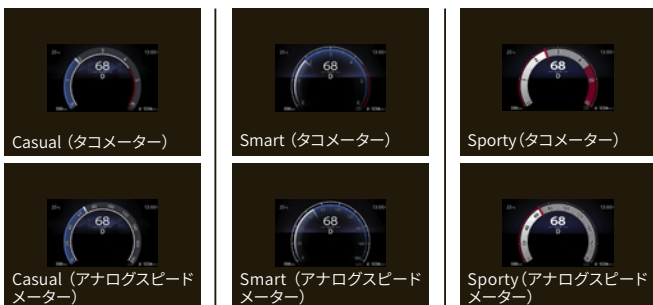 68
D
Casual（タコメーター）
68
D
Smart（タコメーター）
68
D
Sporty（タコメーター）
68
D
Casual（アナログスピード
メーター）
68
D
Smart（アナログスピード
メーター）
68
D
Sporty（アナログスピード
メーター）